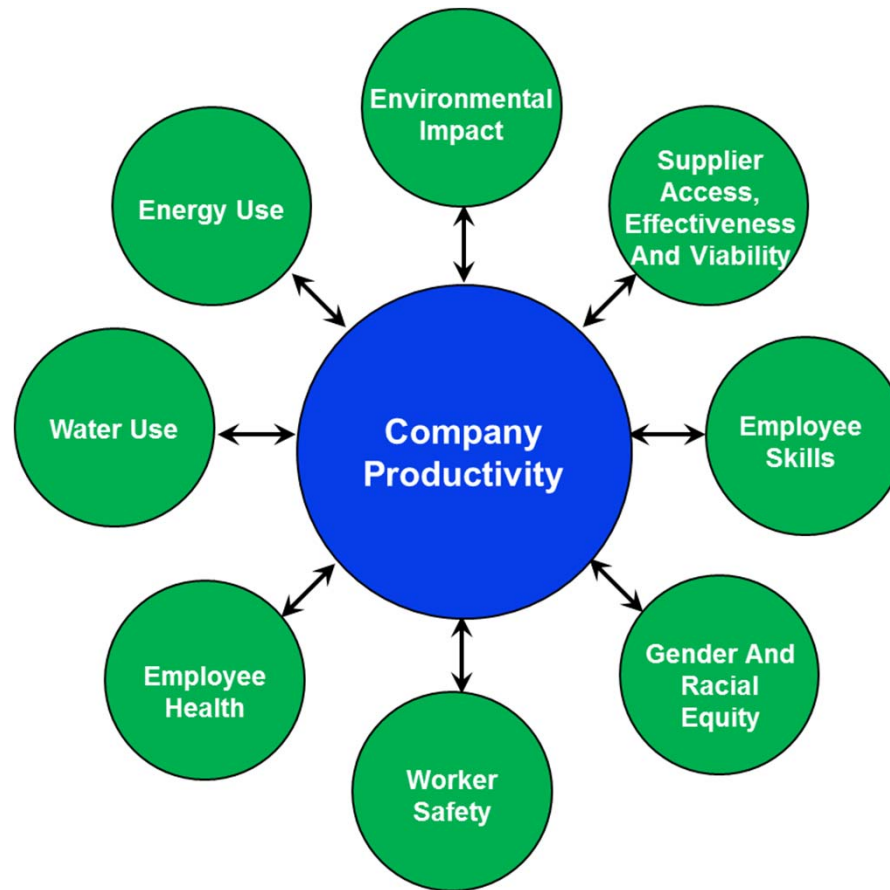 Environmental
Impact
Supplier
Access,
Effectiveness
And Viability
Energy Use
Company
Productivity
Water Use
Employee
Skills
Employee
Health
Gender And
Racial
Equity
Worker
Safety